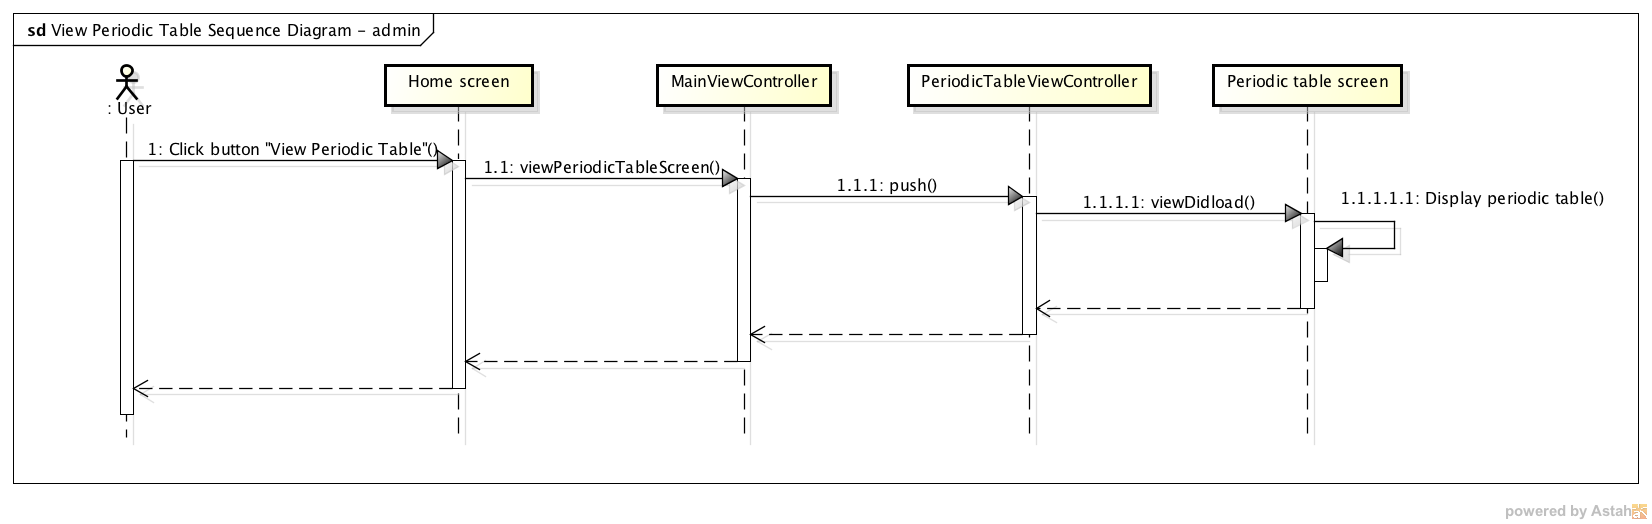 sd View Periodic Table Sequence Diagram - admin
: User
Home screen
MainViewController
PeriodicTableViewController
Periodic table screen
1: Click button "View Periodic Table"()
1.1: viewPeriodicTableScreen()
1.1.1: push()
1.1.1.1: viewDidload()
1.1.1.1.1: Display periodic table()
powered by Astah